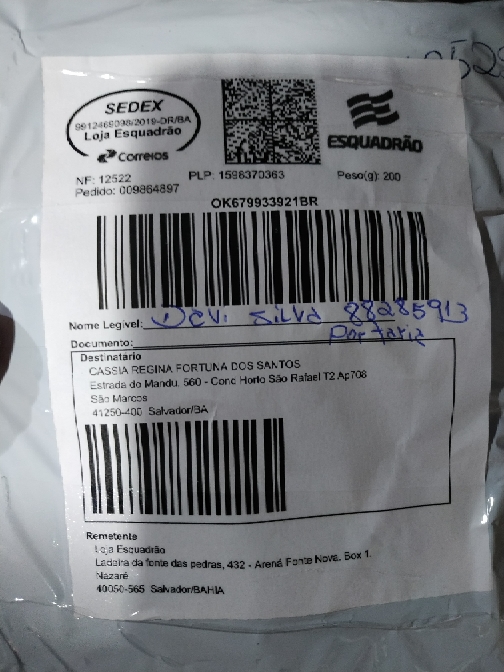 SEDEX
9912469098/2019-DR/BA
Loja Esquadrão
Correios
ESQUADRÃO
NF: 12522
PLP: 1598370363
Peso(g): 200
Pedido: 009864897
OK679933921BR
Nome Legível: Davi Silva 88285913
Documento: Portaria
Destinatário
CASSIA REGINA FORTUNA DOS SANTOS
Estrada do Mandu, 560 - Cond Horto São Rafael T2 Ap708
São Marcos
41250-400 Salvador/BA
Remetente
Loja Esquadrão
Ladeira da fonte das pedras, 432 - Arena Fonte Nova. Box 1.
Nazaré
40050-565 Salvador/BAHIA